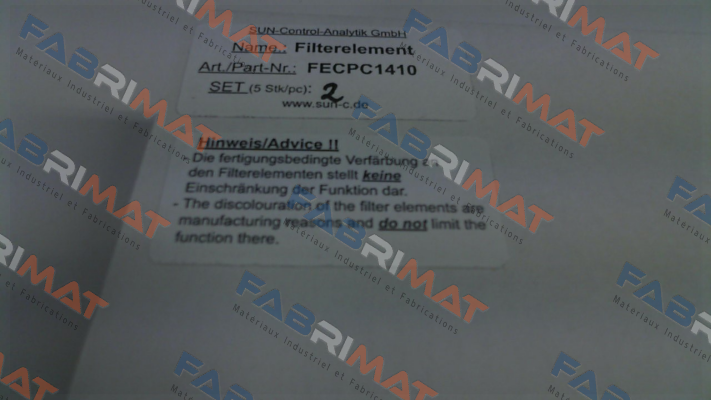 SUN-Control-Analytik GmbH
Name.: Filterelement
Art./Part-Nr.: FECPC1410
SET (5 Stk/pc): 2
www.sun-c.de
Hinweis/Advice !!
- Die fertigungsbedingte Verfärbung
den Filterelementen stellt keine
Einschränkung der Funktion dar.
- The discolouration of the filter elements are
manufacturing reasons and do not limit the
function there.
FABRIMAT
Materiaux Industriel et Fabrications